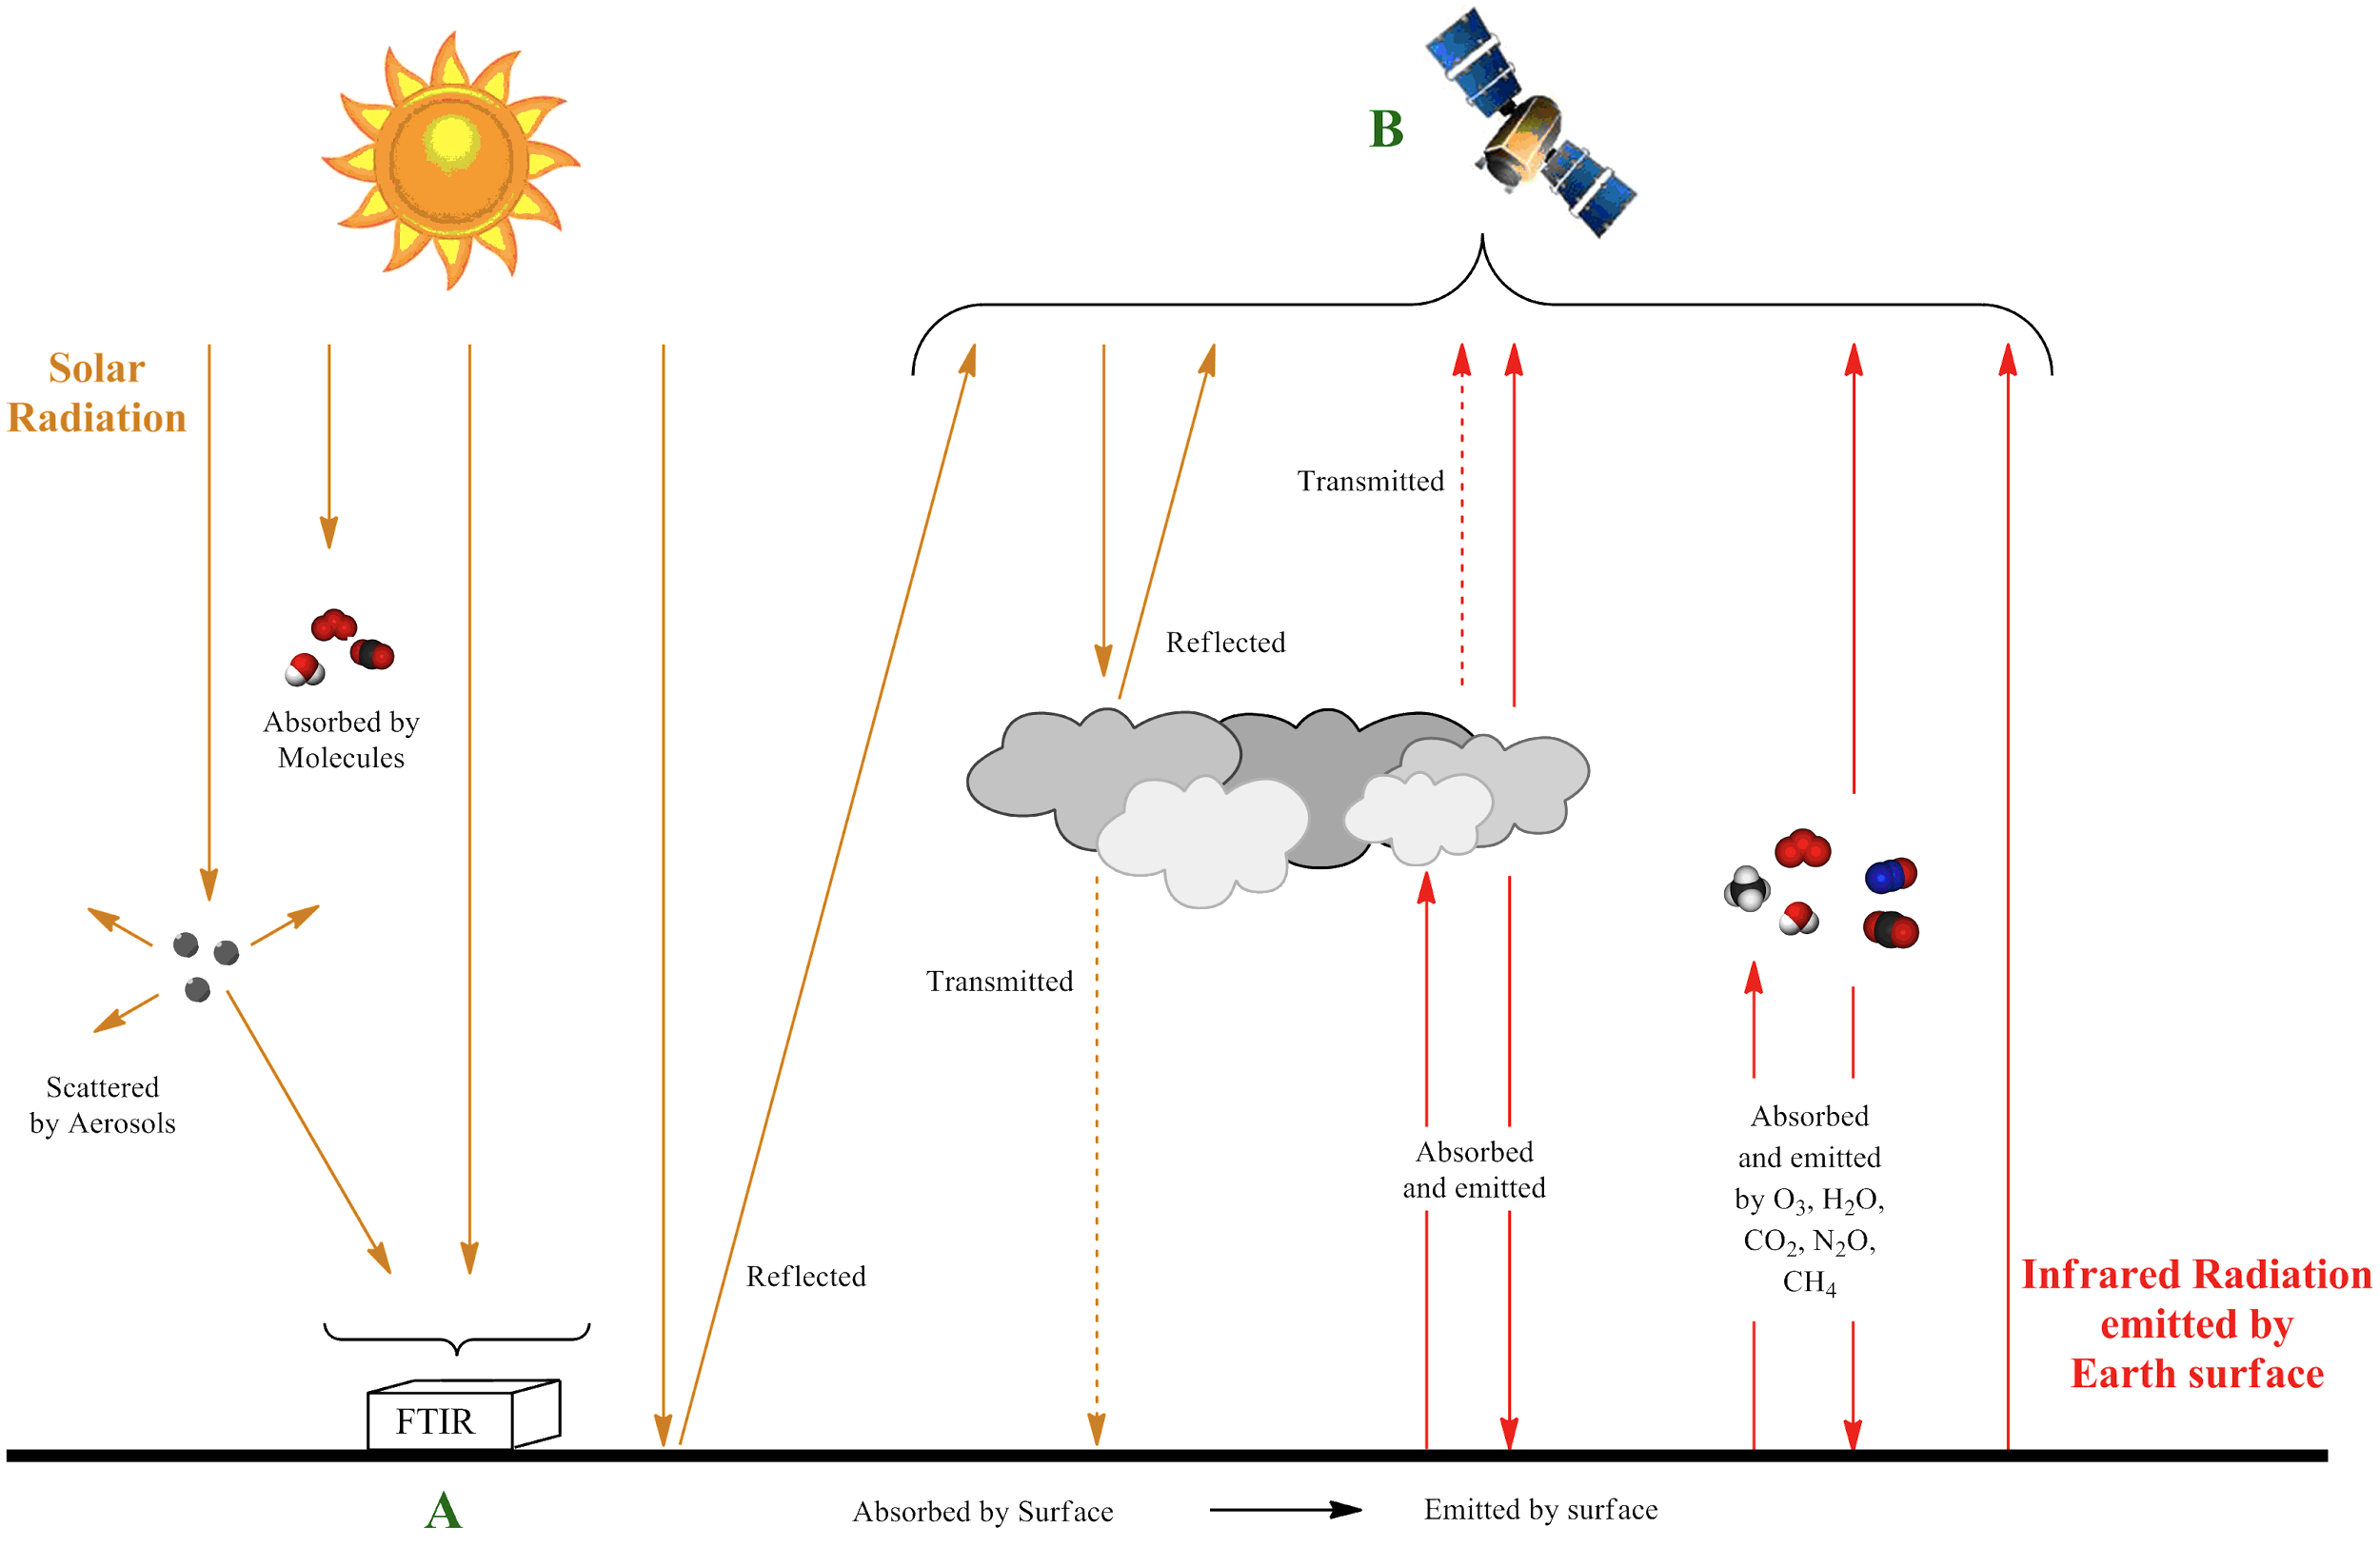 B
Solar
Radiation
Transmitted
Reflected
Absorbed by
Molecules
Transmitted
Scattered
by Aerosols
Absorbed
and emitted
Absorbed
and emitted
by O₃, H₂O,
CO₂, N₂O,
CH₄
Reflected
Infrared Radiation
emitted by
Earth surface
FTIR
A
Absorbed by Surface
Emitted by surface